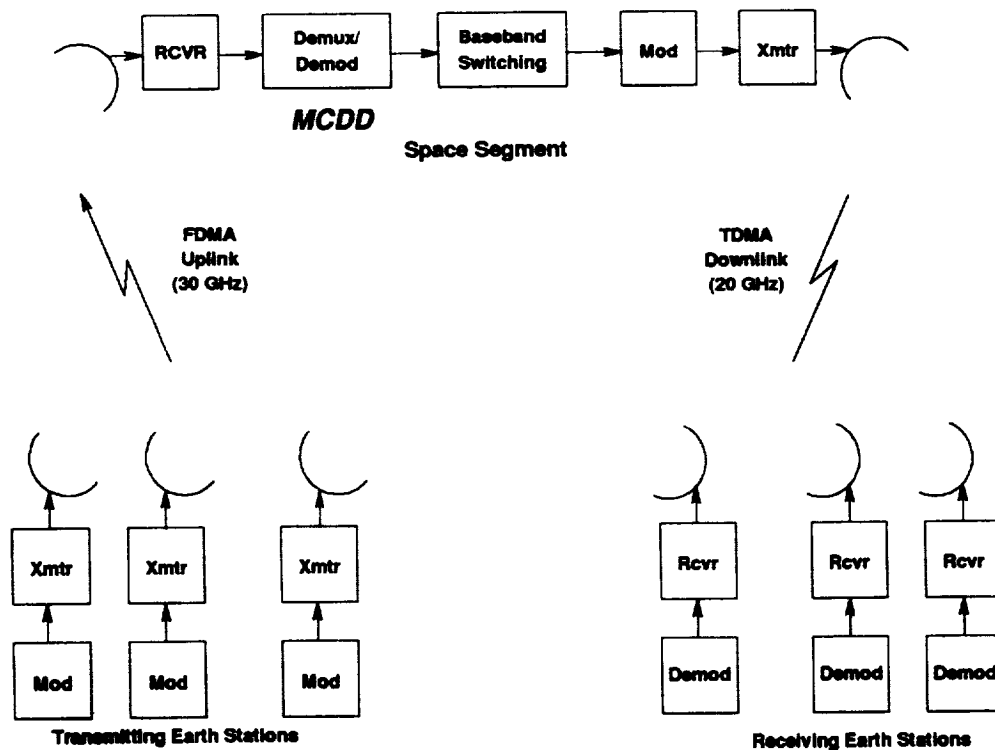 RCVR
Demux/
Demod
Baseband
Switching
Mod
Xmtr
MCDD
Space Segment
FDMA
Uplink
(30 GHz)
TDMA
Downlink
(20 GHz)
Xmtr
Xmtr
Xmtr
Rcvr
Rcvr
Rcvr
Mod
Mod
Mod
Demod
Demod
Demod
Transmitting Earth Stations
Receiving Earth Stations